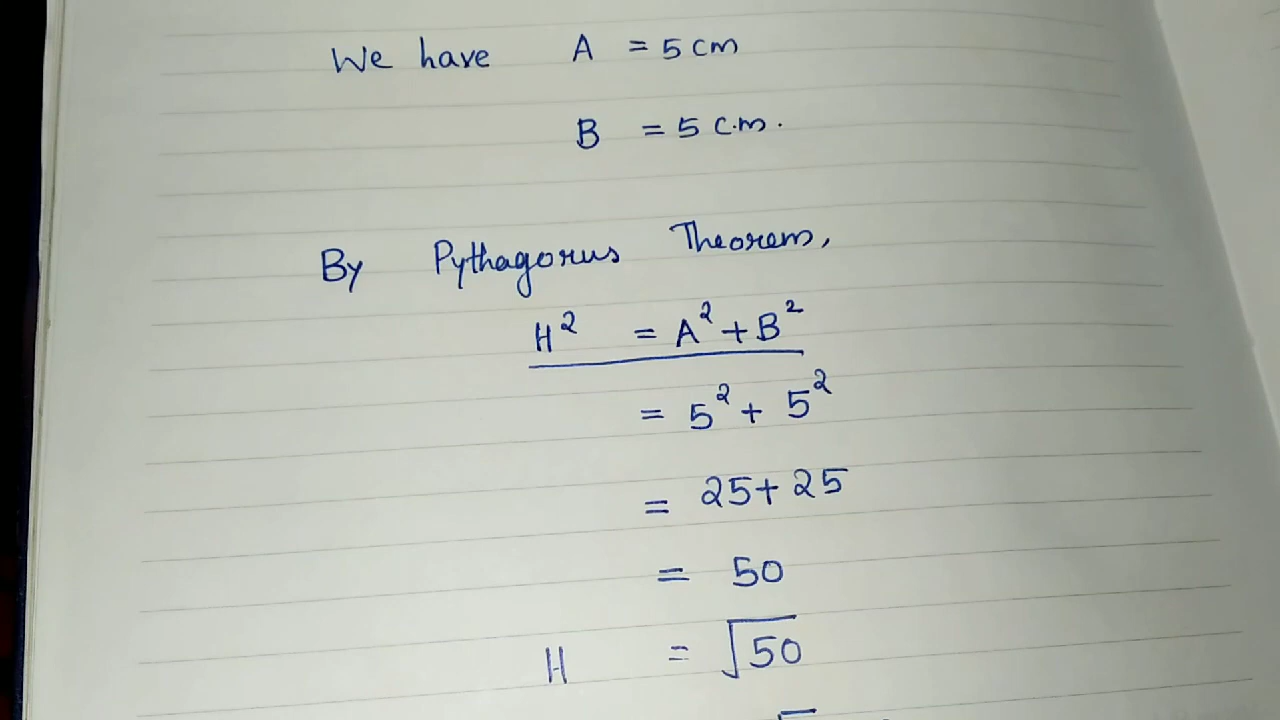 We have A = 5 cm
B = 5 c.m.
By Pythagorus Theorem,
H² = A² + B²
= 5² + 5²
= 25 + 25
= 50
H = √50